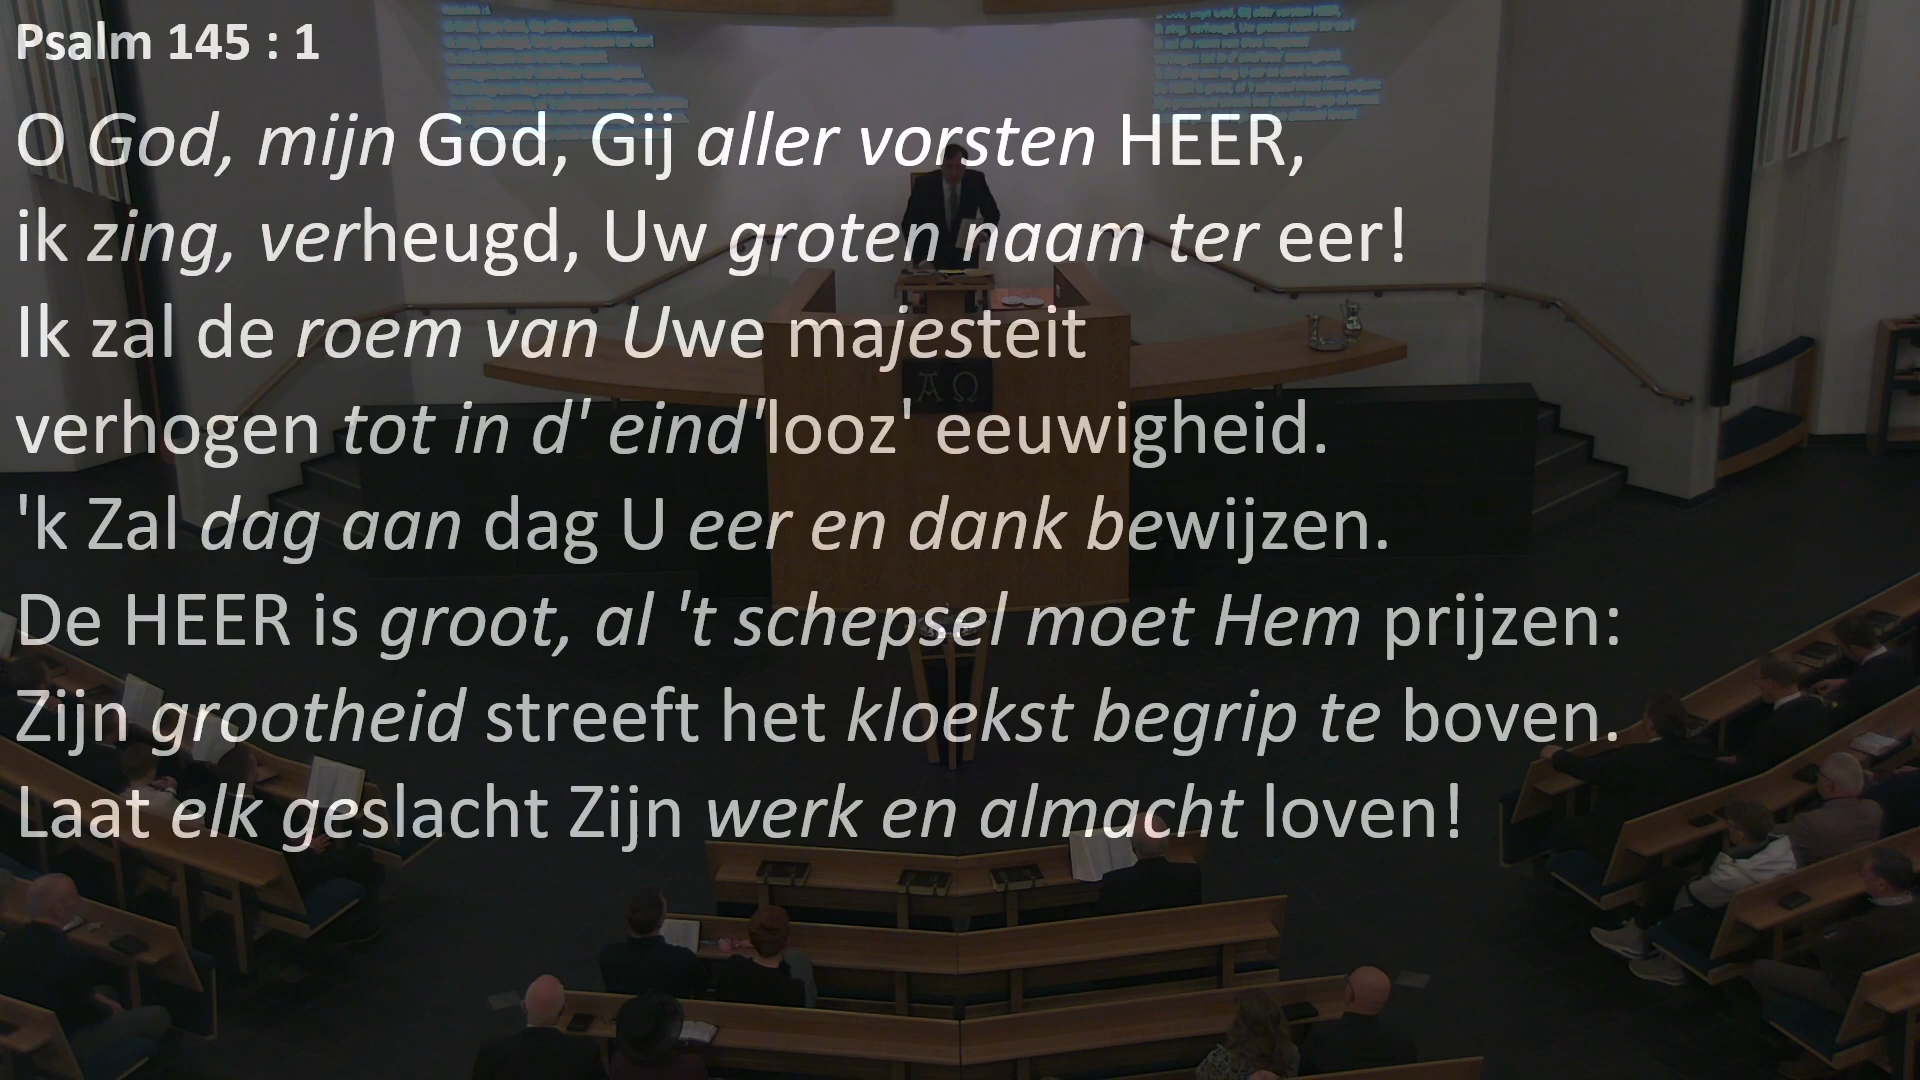 Psalm 145 : 1
O God, mijn God, Gij aller vorsten HEER,
ik zing, verheugd, Uw groten naam ter eer!
Ik zal de roem van Uwe majesteit
verhogen tot in d' eind'looz' eeuwigheid.
'k Zal dag aan dag U eer en dank bewijzen.
De HEER is groot, al 't schepsel moet Hem prijzen:
Zijn grootheid streeft het kloekst begrip te boven.
Laat elk geslacht Zijn werk en almacht loven!
Α Ω